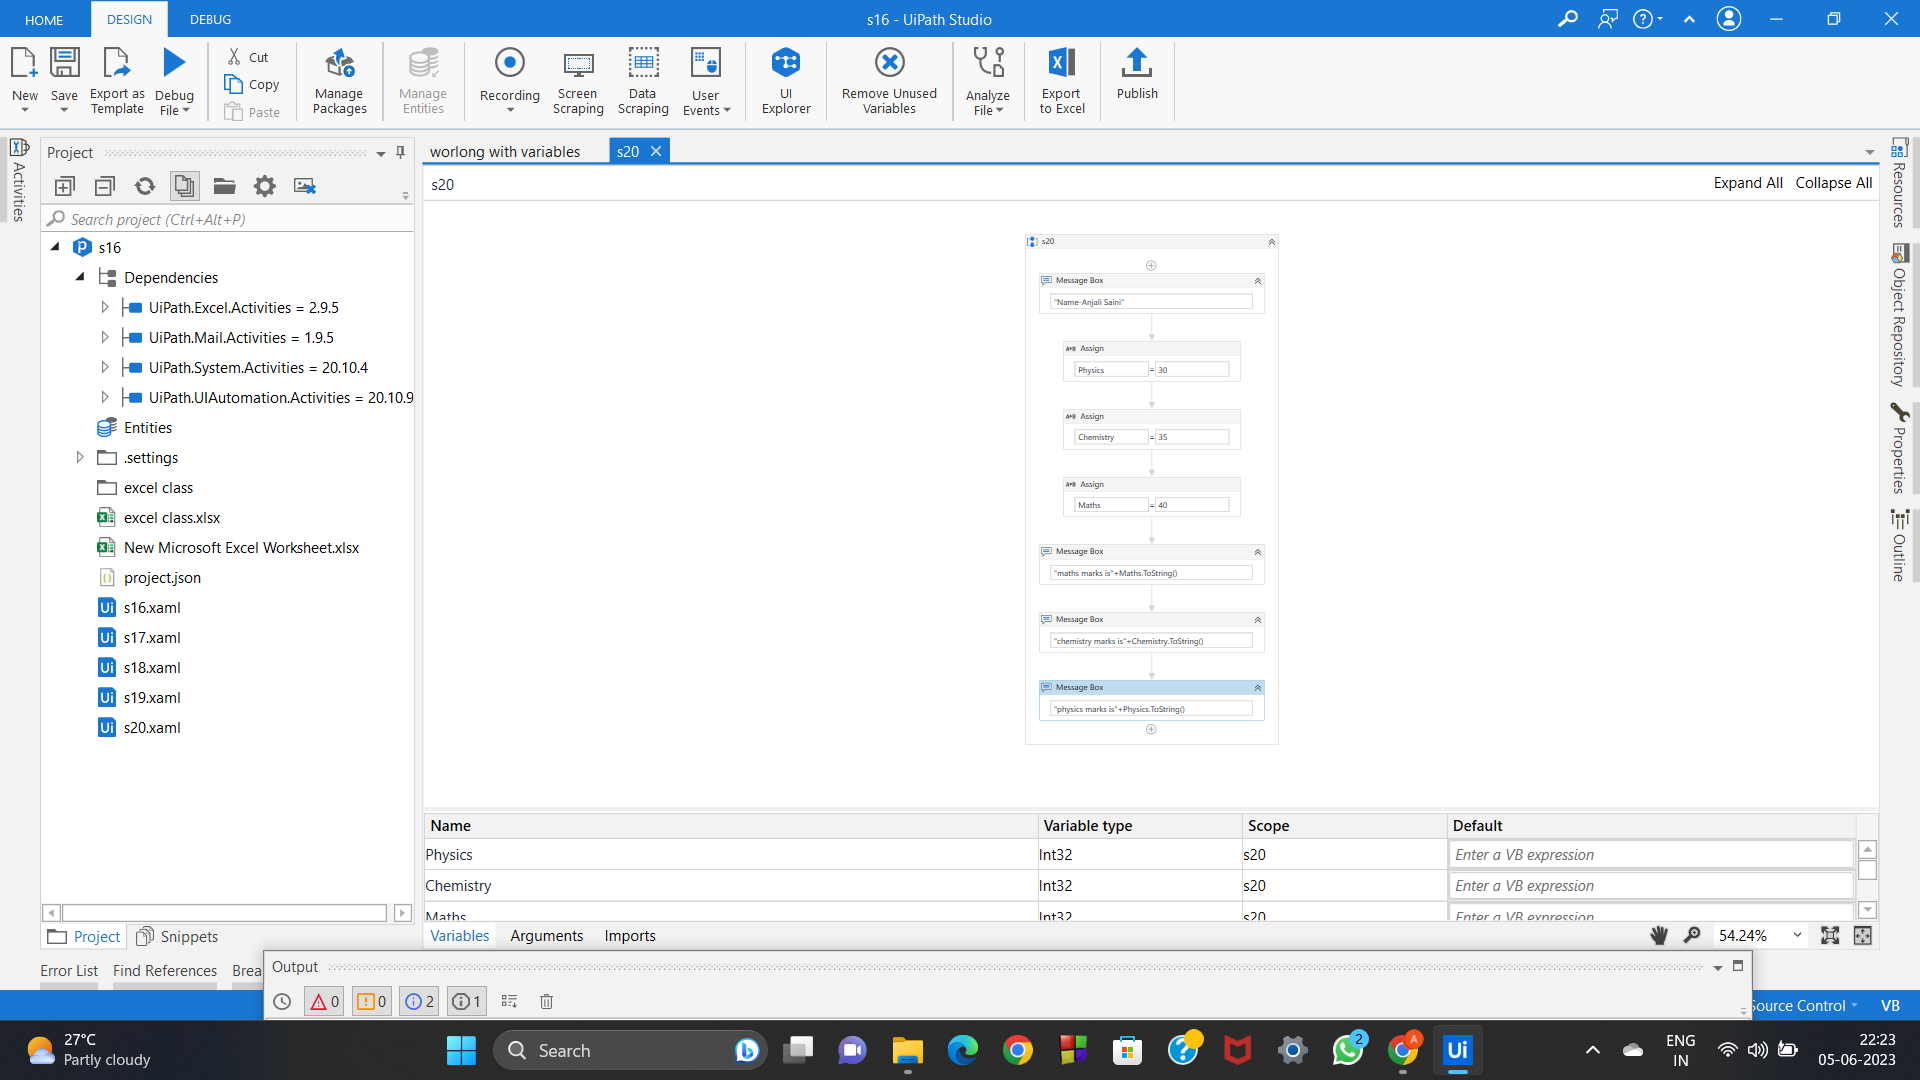 HOME DESIGN DEBUG s16 - UiPath Studio
New Save Export as Template Debug File Cut Copy Paste Manage Packages Manage Entities Recording Screen Scraping Data Scraping User Events UI Explorer Remove Unused Variables Analyze File Export to Excel Publish
Activities
Project
Search project (Ctrl+Alt+P)
s16
Dependencies
UiPath.Excel.Activities = 2.9.5
UiPath.Mail.Activities = 1.9.5
UiPath.System.Activities = 20.10.4
UiPath.UIAutomation.Activities = 20.10.9
Entities
.settings
excel class
excel class.xlsx
New Microsoft Excel Worksheet.xlsx
project.json
s16.xaml
s17.xaml
s18.xaml
s19.xaml
s20.xaml
Project Snippets
worlong with variables s20
s20 Expand All Collapse All
s20
Message Box
"Name-Anjali Saini"
A*B Assign
Physics = 30
A*B Assign
Chemistry = 35
A*B Assign
Maths = 40
Message Box
"maths marks is"+Maths.ToString()
Message Box
"chemistry marks is"+Chemistry.ToString()
Message Box
"physics marks is"+Physics.ToString()
Name Variable type Scope Default
Physics Int32 s20 Enter a VB expression
Chemistry Int32 s20 Enter a VB expression
Maths Int32 s20 Enter a VB expression
Variables Arguments Imports 54.24%
Resources
Object Repository
Properties
Outline
Error List Find References Brea
Output
0 0 2 1
Source Control VB
27°C
Partly cloudy
Search
2
A
Ui
ENG
IN
22:23
05-06-2023